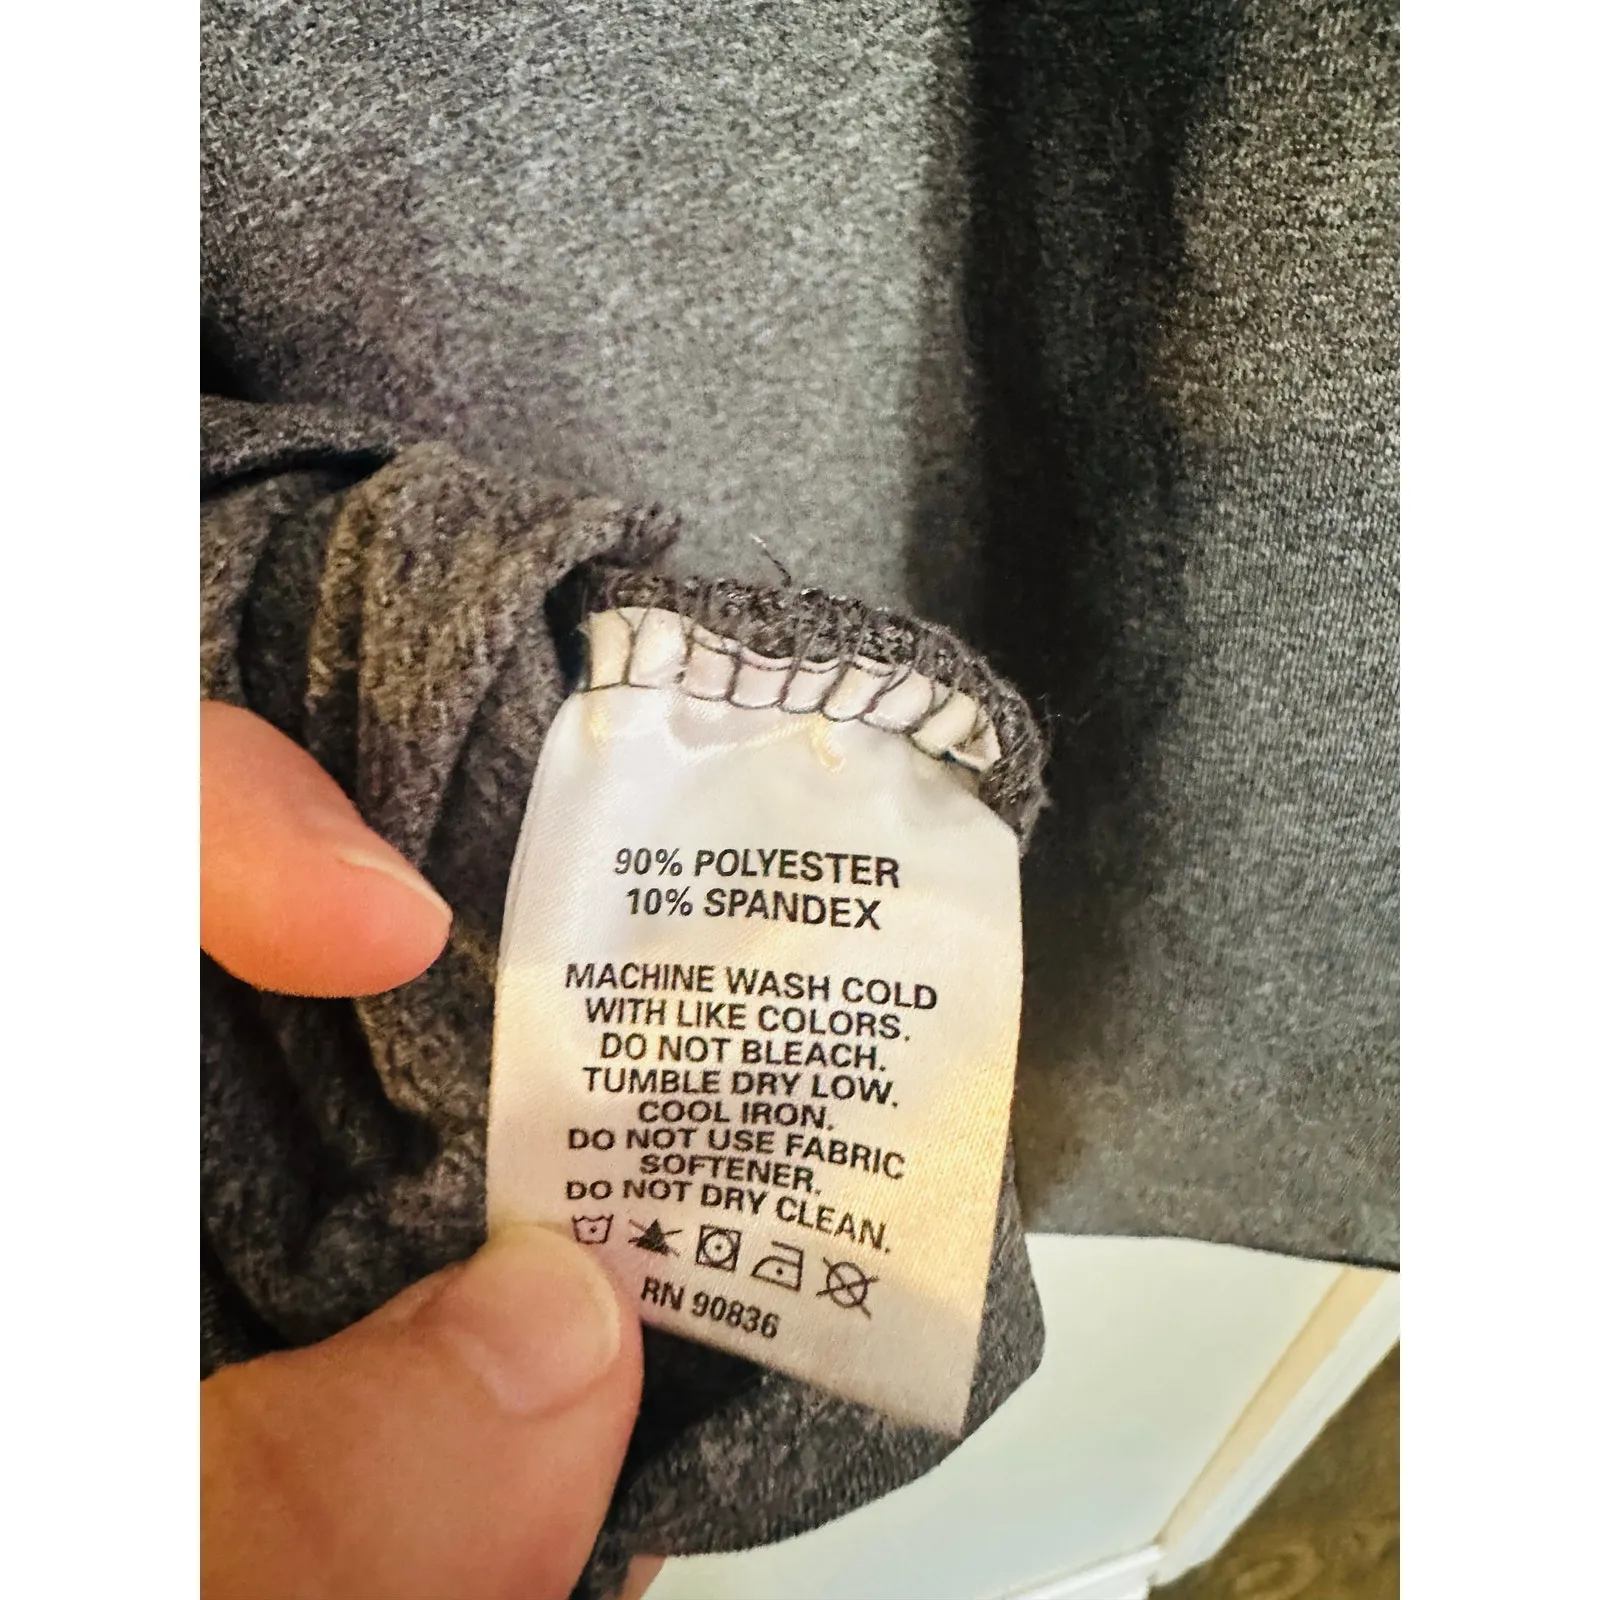 90% POLYESTER
10% SPANDEX
MACHINE WASH COLD
WITH LIKE COLORS.
DO NOT BLEACH.
TUMBLE DRY LOW.
COOL IRON.
DO NOT USE FABRIC
SOFTENER.
DO NOT DRY CLEAN.
RN 90836